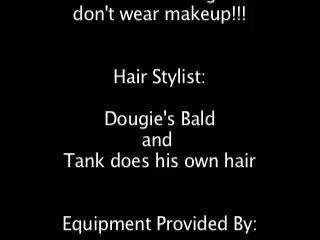 don't wear makeup!!!
Hair Stylist:
Dougie's Bald
and
Tank does his own hair
Equipment Provided By: